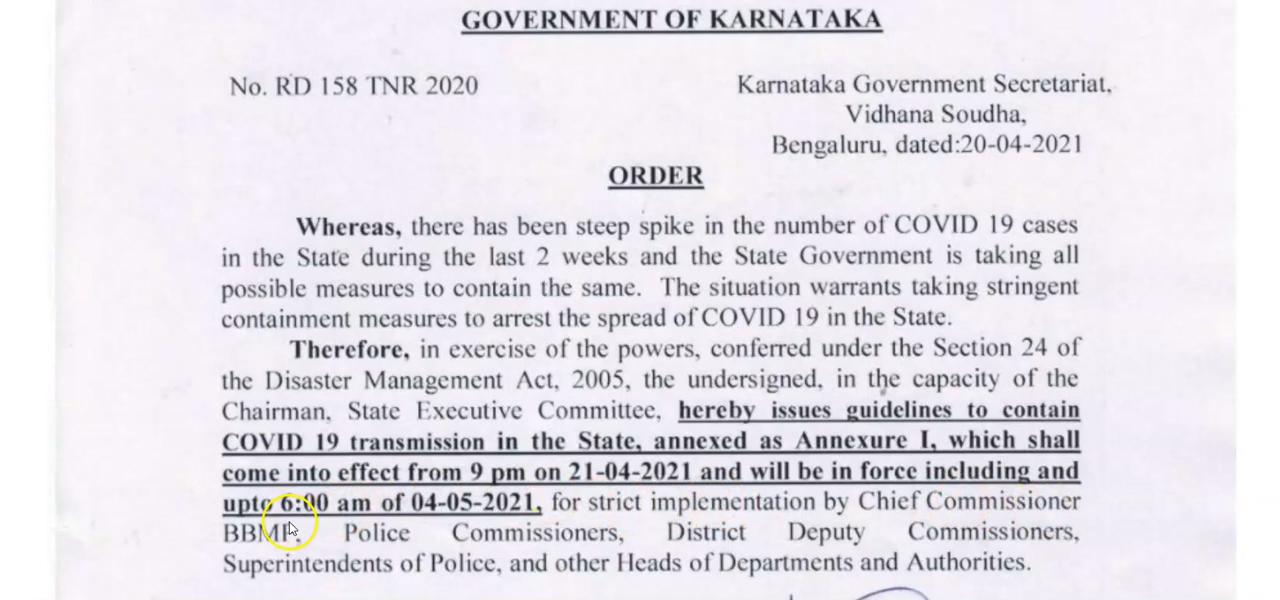 GOVERNMENT OF KARNATAKA
No. RD 158 TNR 2020
Karnataka Government Secretariat,
Vidhana Soudha,
Bengaluru, dated:20-04-2021
ORDER
Whereas, there has been steep spike in the number of COVID 19 cases
in the State during the last 2 weeks and the State Government is taking all
possible measures to contain the same. The situation warrants taking stringent
containment measures to arrest the spread of COVID 19 in the State.
Therefore, in exercise of the powers, conferred under the Section 24 of
the Disaster Management Act, 2005, the undersigned, in the capacity of the
Chairman, State Executive Committee, hereby issues guidelines to contain
COVID 19 transmission in the State, annexed as Annexure I, which shall
come into effect from 9 pm on 21-04-2021 and will be in force including and
upto 6:00 am of 04-05-2021, for strict implementation by Chief Commissioner
BBMP, Police Commissioners, District Deputy Commissioners,
Superintendents of Police, and other Heads of Departments and Authorities.